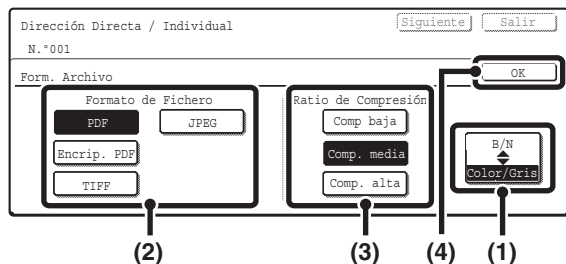 Dirección Directa / Individual
Siguiente
Salir
N.°001
Form. Archivo
OK
Formato de Fichero
PDF
JPEG
Encrip. PDF
TIFF
Ratio de Compresión
Comp baja
Comp. media
Comp. alta
B/N
Color/Gris
(2)
(3)
(4)
(1)